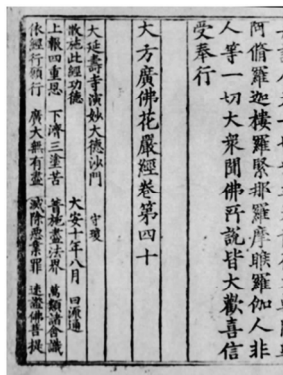 阿脩羅迦樓羅緊那羅摩睺羅伽人非
人等一切大衆聞佛所說皆大歡喜信
受奉行
大方廣佛花嚴經卷第四十
大延壽寺演妙大德沙門 守瓊
散施此經功德 大安十年八月 日流通
上報四重恩 下濟三塗苦 普施盡法界 萬類諸含識
依經行願行 廣大無有盡 滅除惡業罪 速證佛菩提